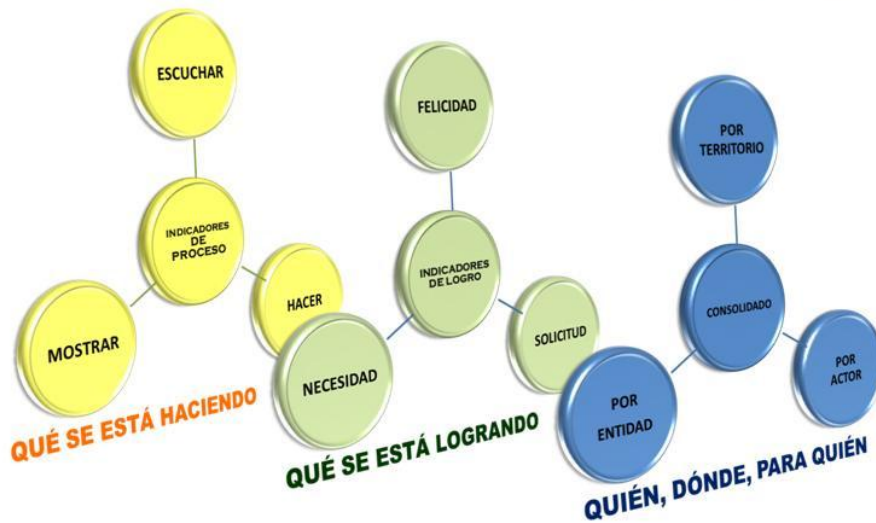 ESCUCHAR
INDICADORES
DE
PROCESO
MOSTRAR
HACER
QUÉ SE ESTÁ HACIENDO
FELICIDAD
INDICADORES
DE LOGRO
NECESIDAD
SOLICITUD
QUÉ SE ESTÁ LOGRANDO
POR
TERRITORIO
CONSOLIDADO
POR
ENTIDAD
POR
ACTOR
QUIÉN, DÓNDE, PARA QUIÉN